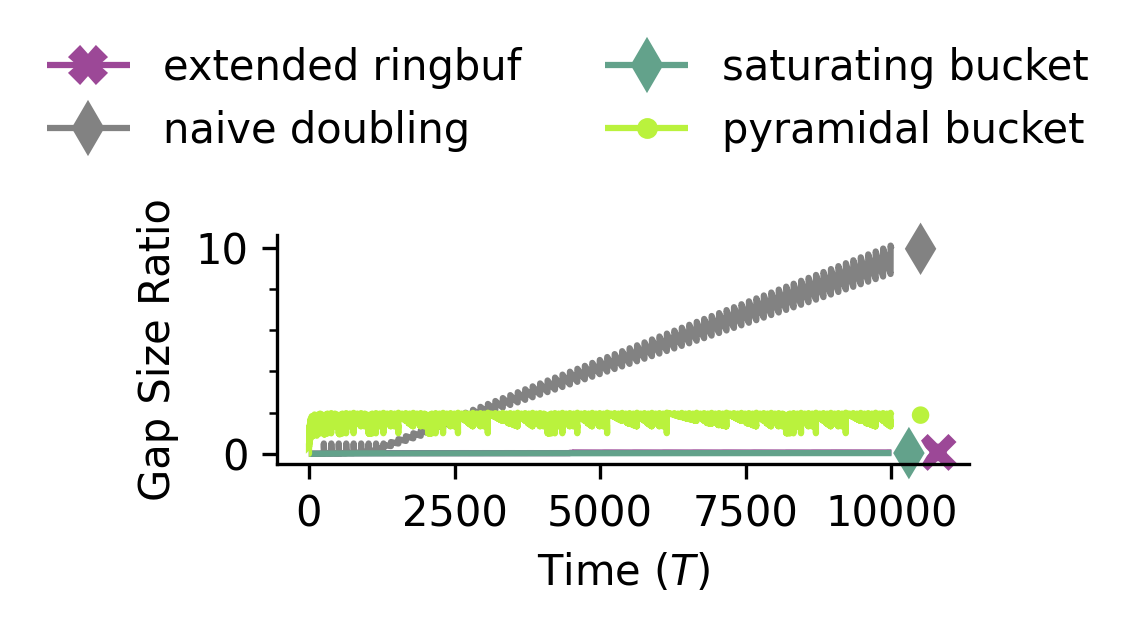 extended ringbuf
saturating bucket
naive doubling
pyramidal bucket
Gap Size Ratio
10
0
0
2500
5000
7500
10000
Time (T)